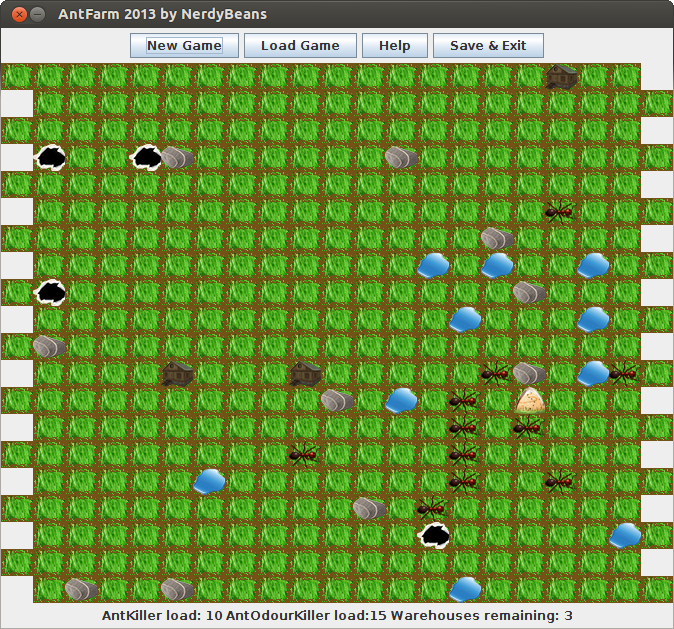 AntFarm 2013 by NerdyBeans
New Game Load Game Help Save & Exit
AntKiller load: 10 AntOdourKiller load:15 Warehouses remaining: 3